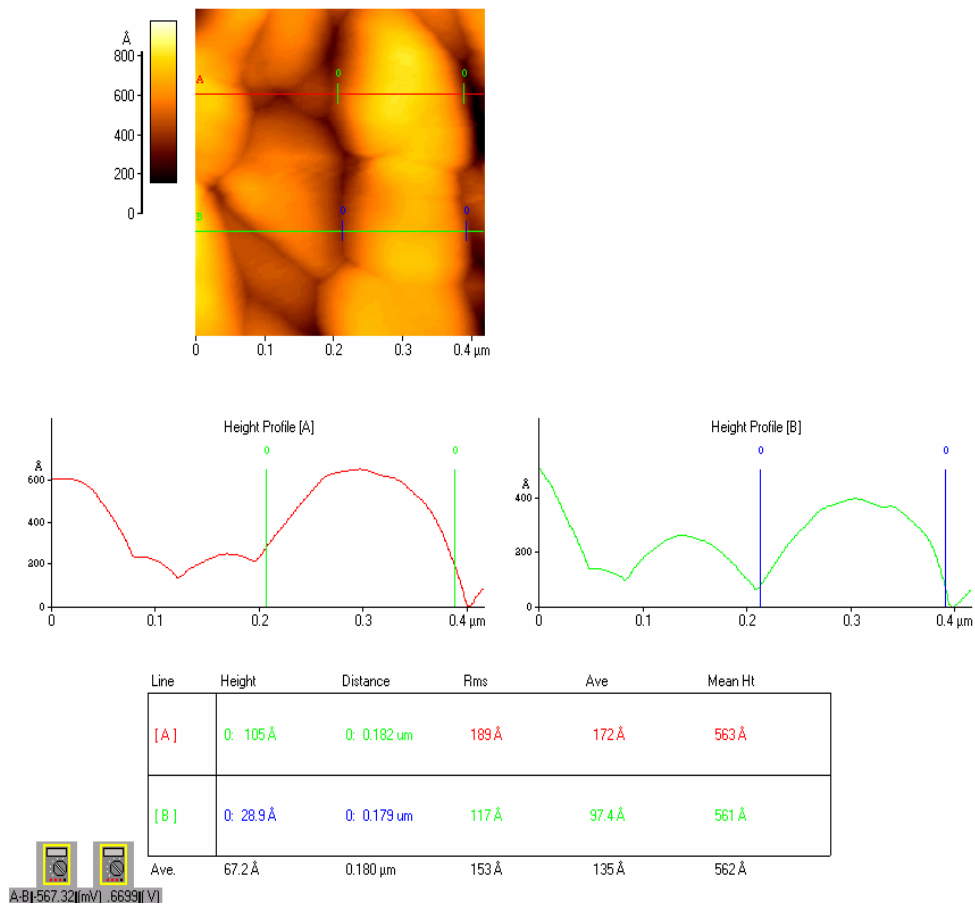 Å
800
600
400
200
0
A
0 0
B
0 0
0 0.1 0.2 0.3 0.4 µm
Height Profile [A]
0 0
Å
600
400
200
0
0 0.1 0.2 0.3 0.4 µm
Height Profile [B]
0 0
Å
400
200
0
0 0.1 0.2 0.3 0.4 µm
Line Height Distance Rms Ave Mean Ht
[ A ] 0: 105 Å 0: 0.182 um 189 Å 172 Å 563 Å
[ B ] 0: 28.9 Å 0: 0.179 um 117 Å 97.4 Å 561 Å
Ave. 67.2 Å 0.180 µm 153 Å 135 Å 562 Å
A-B -567.32 (mV) .6699 ( V)